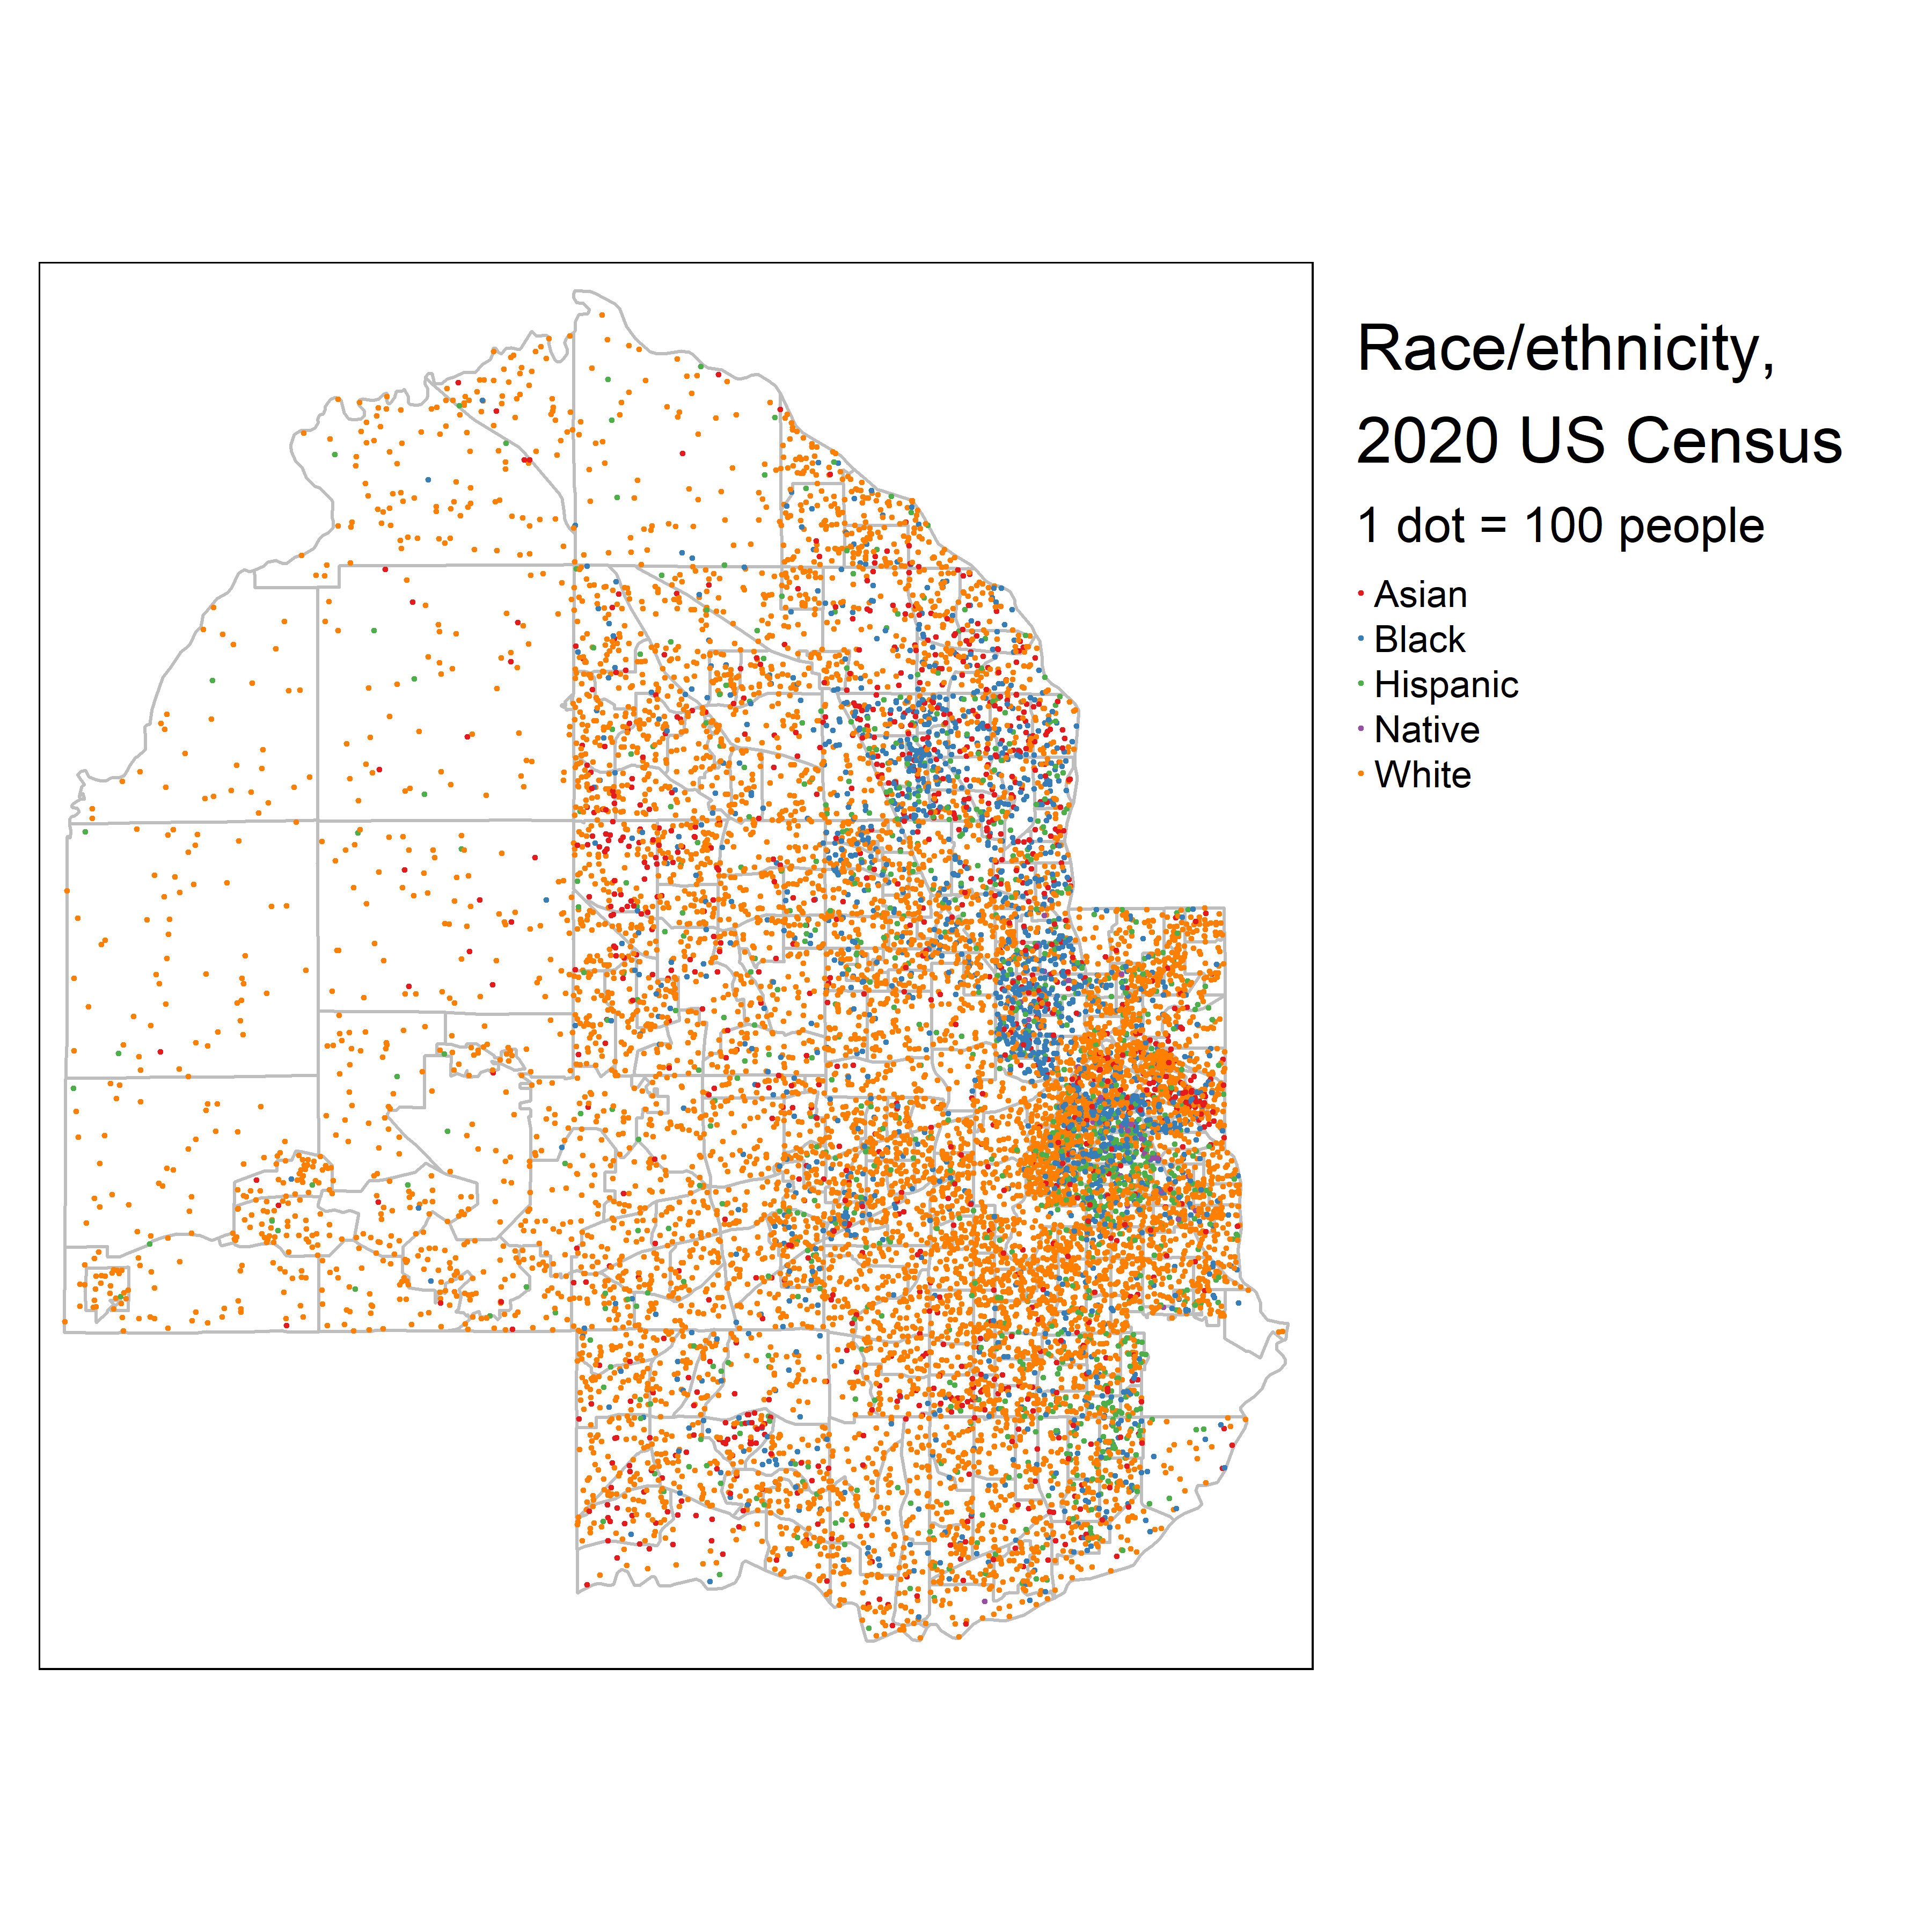 Race/ethnicity,
2020 US Census
1 dot = 100 people
Asian
Black
Hispanic
Native
White